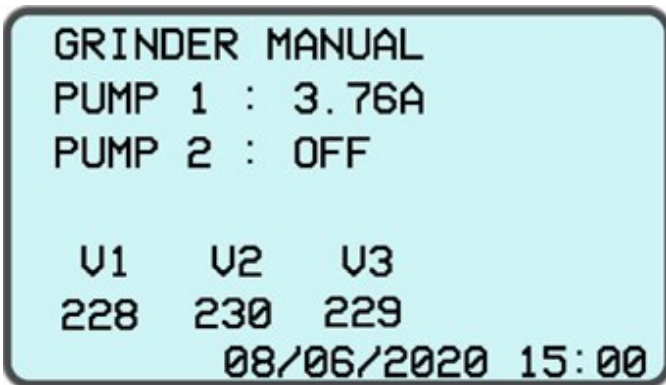 GRINDER MANUAL
PUMP 1 : 3.76A
PUMP 2 : OFF
V1 V2 V3
228 230 229
08/06/2020 15:00